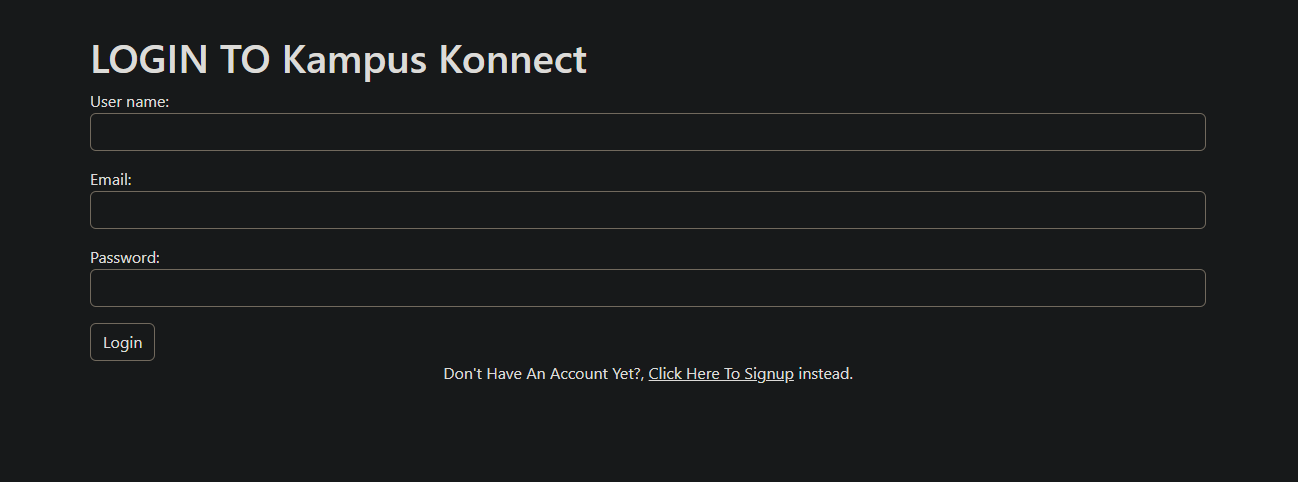 LOGIN TO Kampus Konnect
User name:
Email:
Password:
Login
Don't Have An Account Yet?, Click Here To Signup instead.